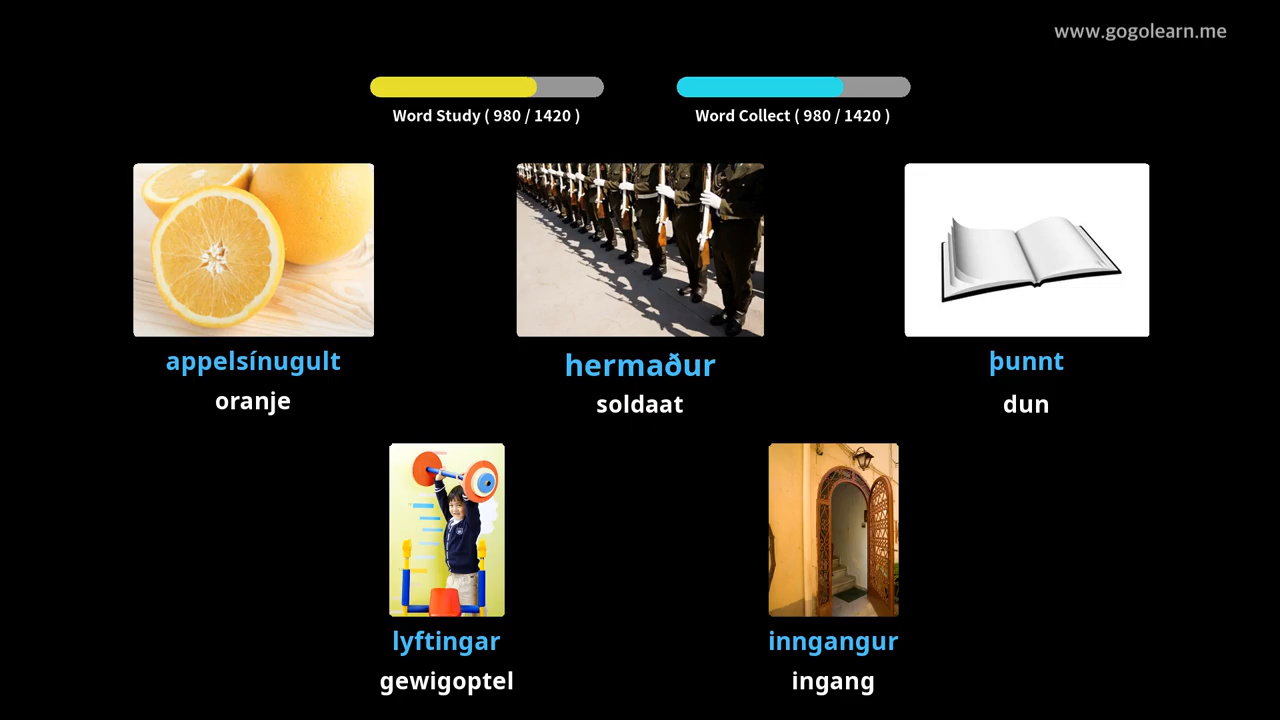 www.gogolearn.me
Word Study ( 980 / 1420 )
Word Collect ( 980 / 1420 )
appelsínugult
oranje
hermaður
soldaat
þunnt
dun
lyftingar
gewigoptel
inngangur
ingang